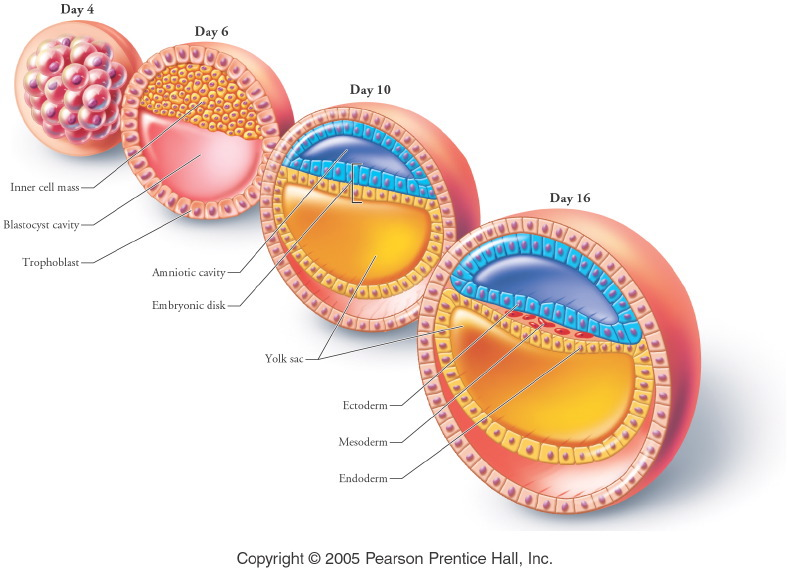 Day 4
Day 6
Day 10
Day 16
Inner cell mass
Blastocyst cavity
Trophoblast
Amniotic cavity
Embryonic disk
Yolk sac
Ectoderm
Mesoderm
Endoderm
Copyright © 2005 Pearson Prentice Hall, Inc.